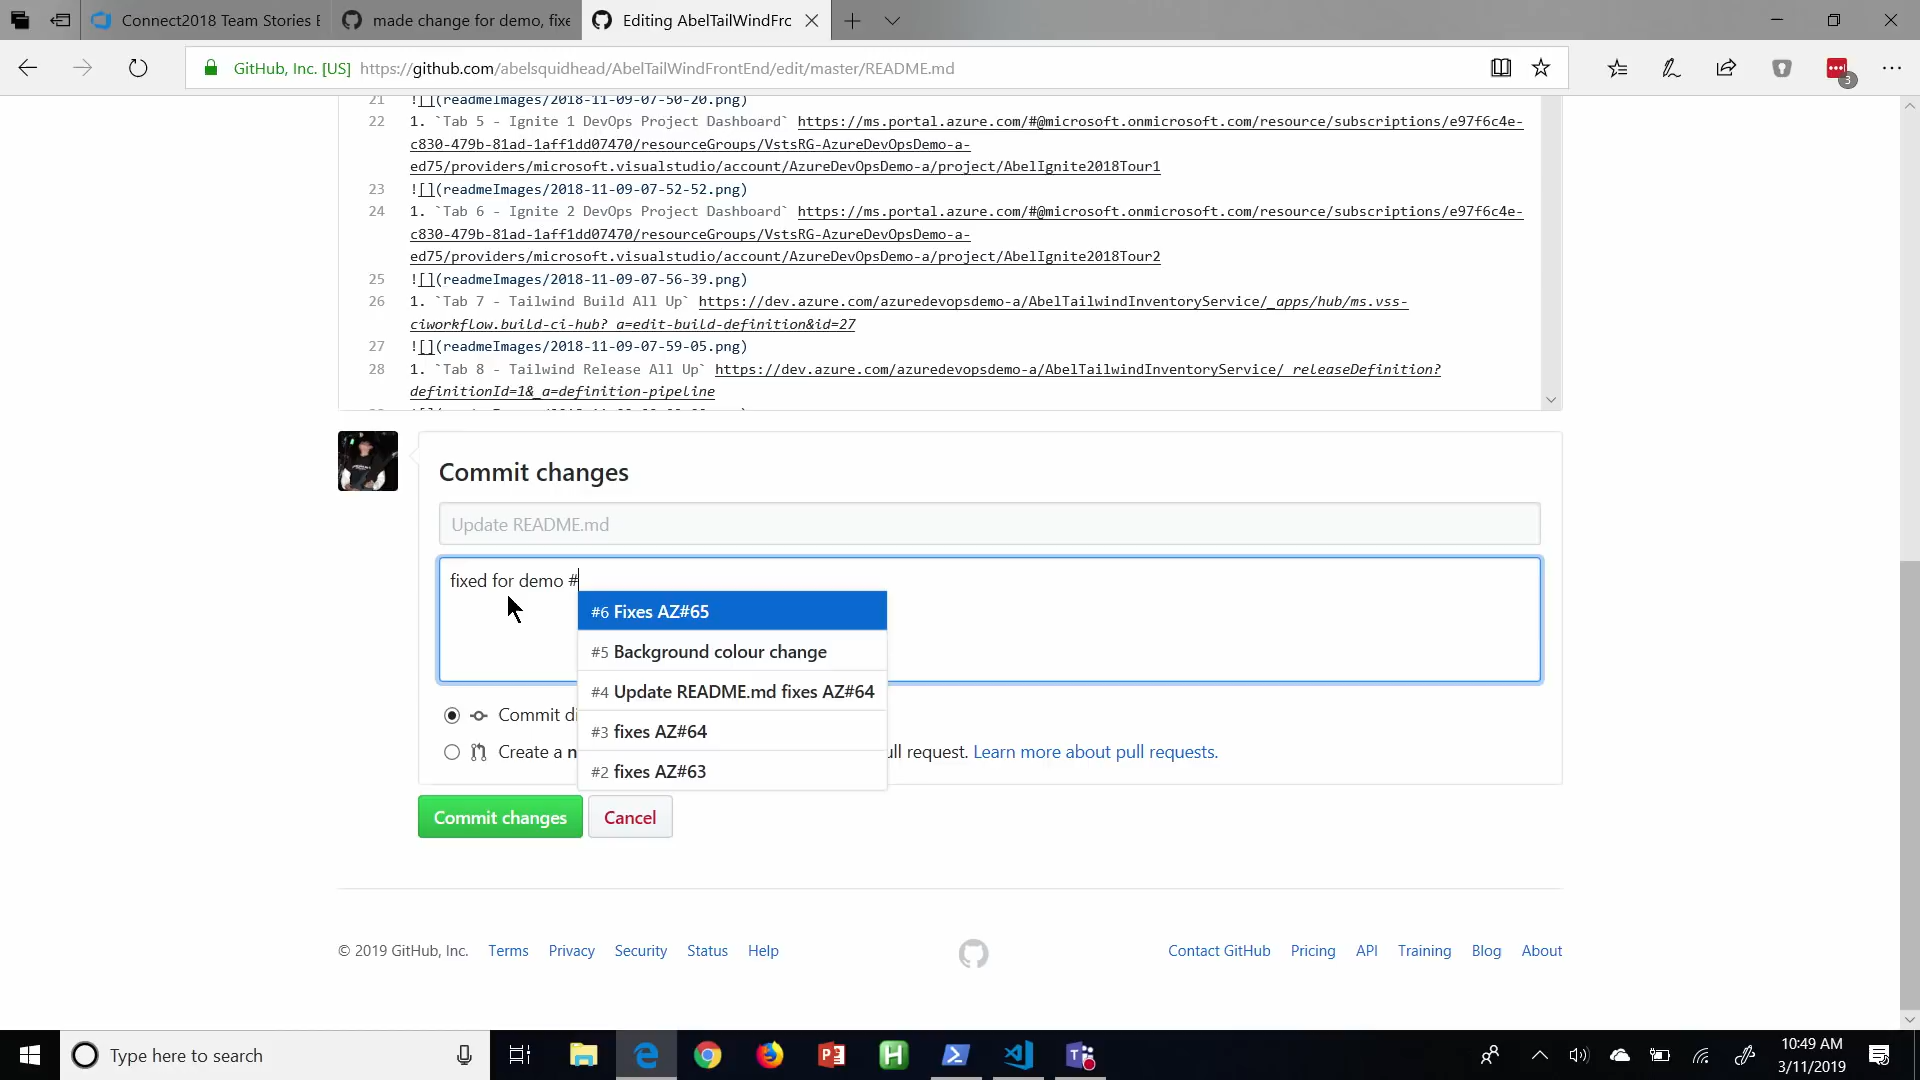 Connect2018 Team Stories E
made change for demo, fixe
Editing AbelTailWindFrc
GitHub, Inc. [US] https://github.com/abelsquidhead/AbelTailWindFrontEnd/edit/master/README.md
3
21 ![](readmeImages/2018-11-09-07-50-20.png)
22 1. `Tab 5 - Ignite 1 DevOps Project Dashboard` https://ms.portal.azure.com/#@microsoft.onmicrosoft.com/resource/subscriptions/e97f6c4e-
c830-479b-81ad-1aff1dd07470/resourceGroups/VstsRG-AzureDevOpsDemo-a-
ed75/providers/microsoft.visualstudio/account/AzureDevOpsDemo-a/project/AbelIgnite2018Tour1
23 ![](readmeImages/2018-11-09-07-52-52.png)
24 1. `Tab 6 - Ignite 2 DevOps Project Dashboard` https://ms.portal.azure.com/#@microsoft.onmicrosoft.com/resource/subscriptions/e97f6c4e-
c830-479b-81ad-1aff1dd07470/resourceGroups/VstsRG-AzureDevOpsDemo-a-
ed75/providers/microsoft.visualstudio/account/AzureDevOpsDemo-a/project/AbelIgnite2018Tour2
25 ![](readmeImages/2018-11-09-07-56-39.png)
26 1. `Tab 7 - Tailwind Build All Up` https://dev.azure.com/azuredevopsdemo-a/AbelTailwindInventoryService/_apps/hub/ms.vss-
ciworkflow.build-ci-hub?_a=edit-build-definition&id=27
27 ![](readmeImages/2018-11-09-07-59-05.png)
28 1. `Tab 8 - Tailwind Release All Up` https://dev.azure.com/azuredevopsdemo-a/AbelTailwindInventoryService/_releaseDefinition?
definitionId=1&_a=definition-pipeline
Commit changes
Update README.md
fixed for demo #
#6 Fixes AZ#65
#5 Background colour change
#4 Update README.md fixes AZ#64
#3 fixes AZ#64
#2 fixes AZ#63
Commit di
Create a n ull request. Learn more about pull requests.
Commit changes Cancel
© 2019 GitHub, Inc. Terms Privacy Security Status Help Contact GitHub Pricing API Training Blog About
Type here to search
10:49 AM
3/11/2019